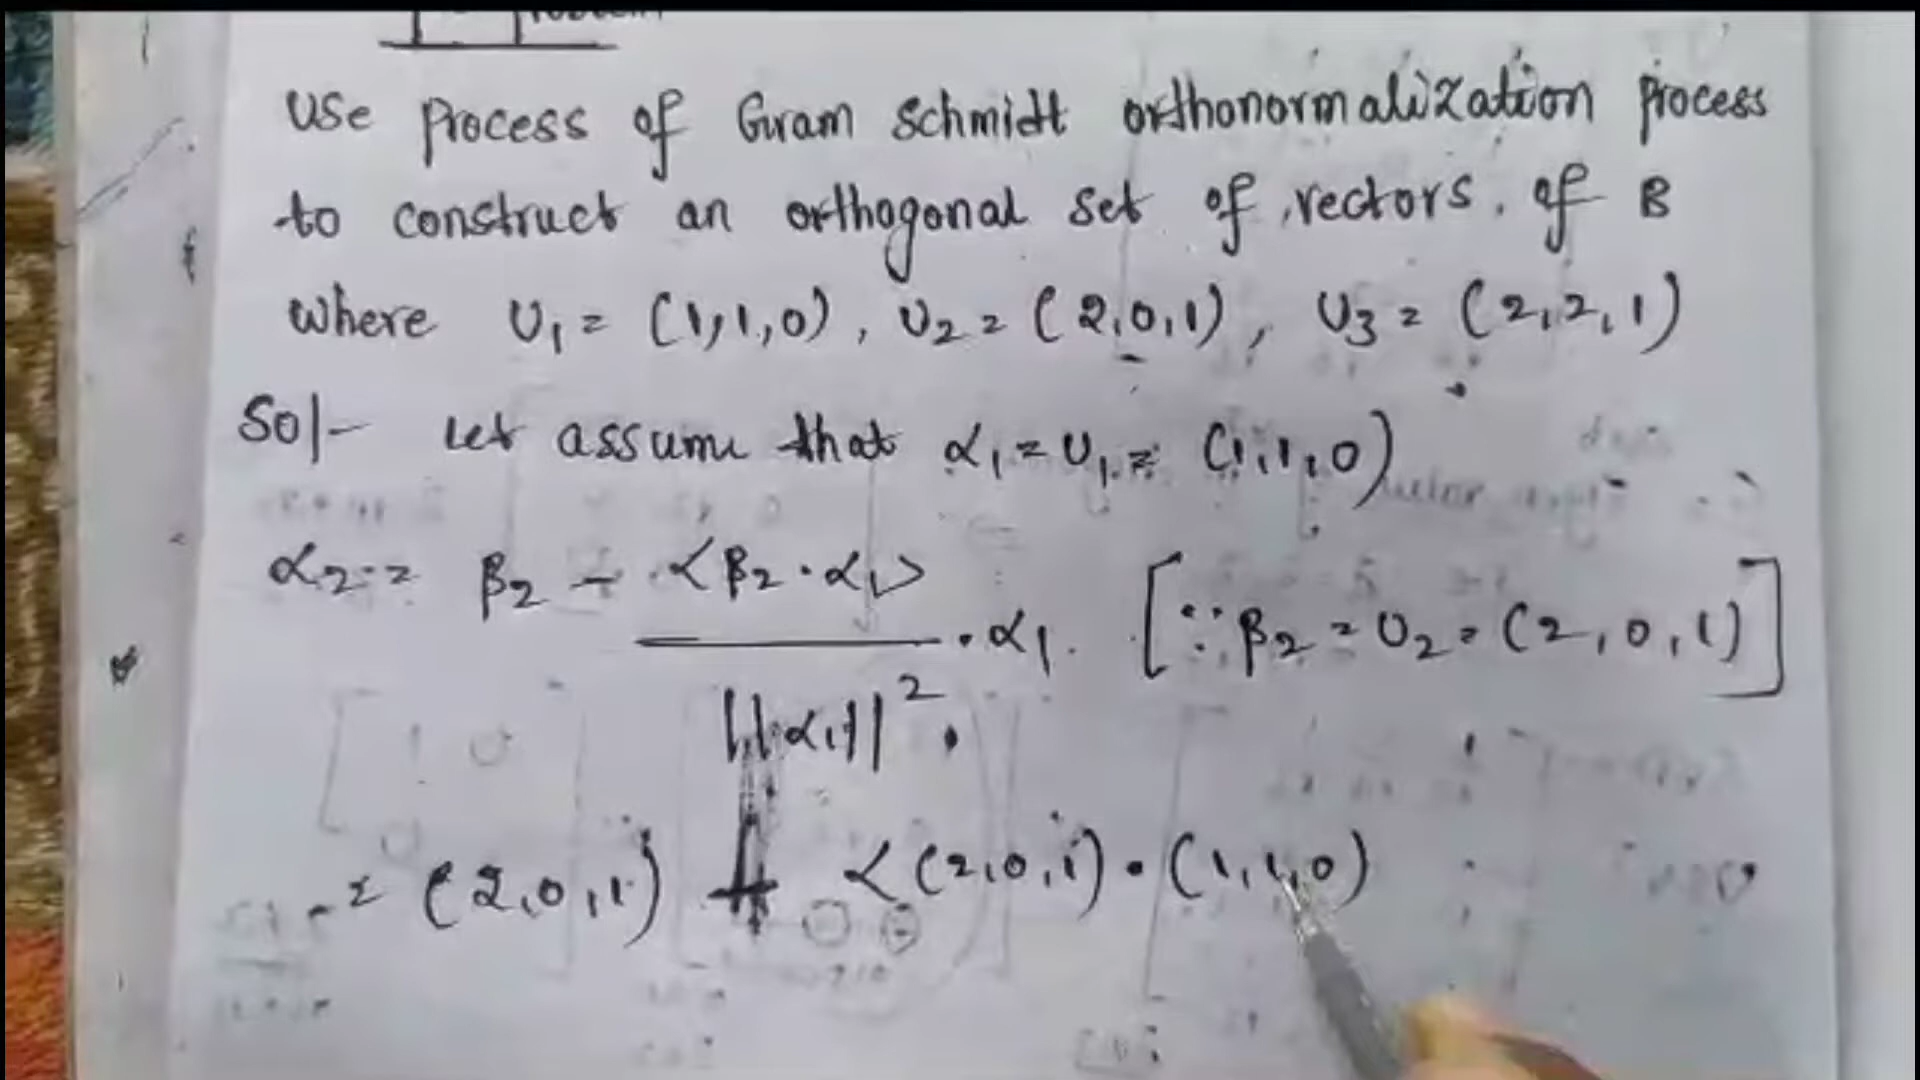 Problem
Use process of Gram Schmidt orthonormalization process
to construct an orthogonal set of vectors. of B
where U₁ = (1,1,0), U₂ = (2,0,1), U₃ = (2,2,1)
Sol- Let assume that α₁ = U₁ = (1,1,0)
α₂ = β₂ - <β₂·α₁> / ||α₁||² · α₁. [∵ β₂ = U₂ = (2,0,1)]
= (2,0,1) - <(2,0,1)·(1,1,0)